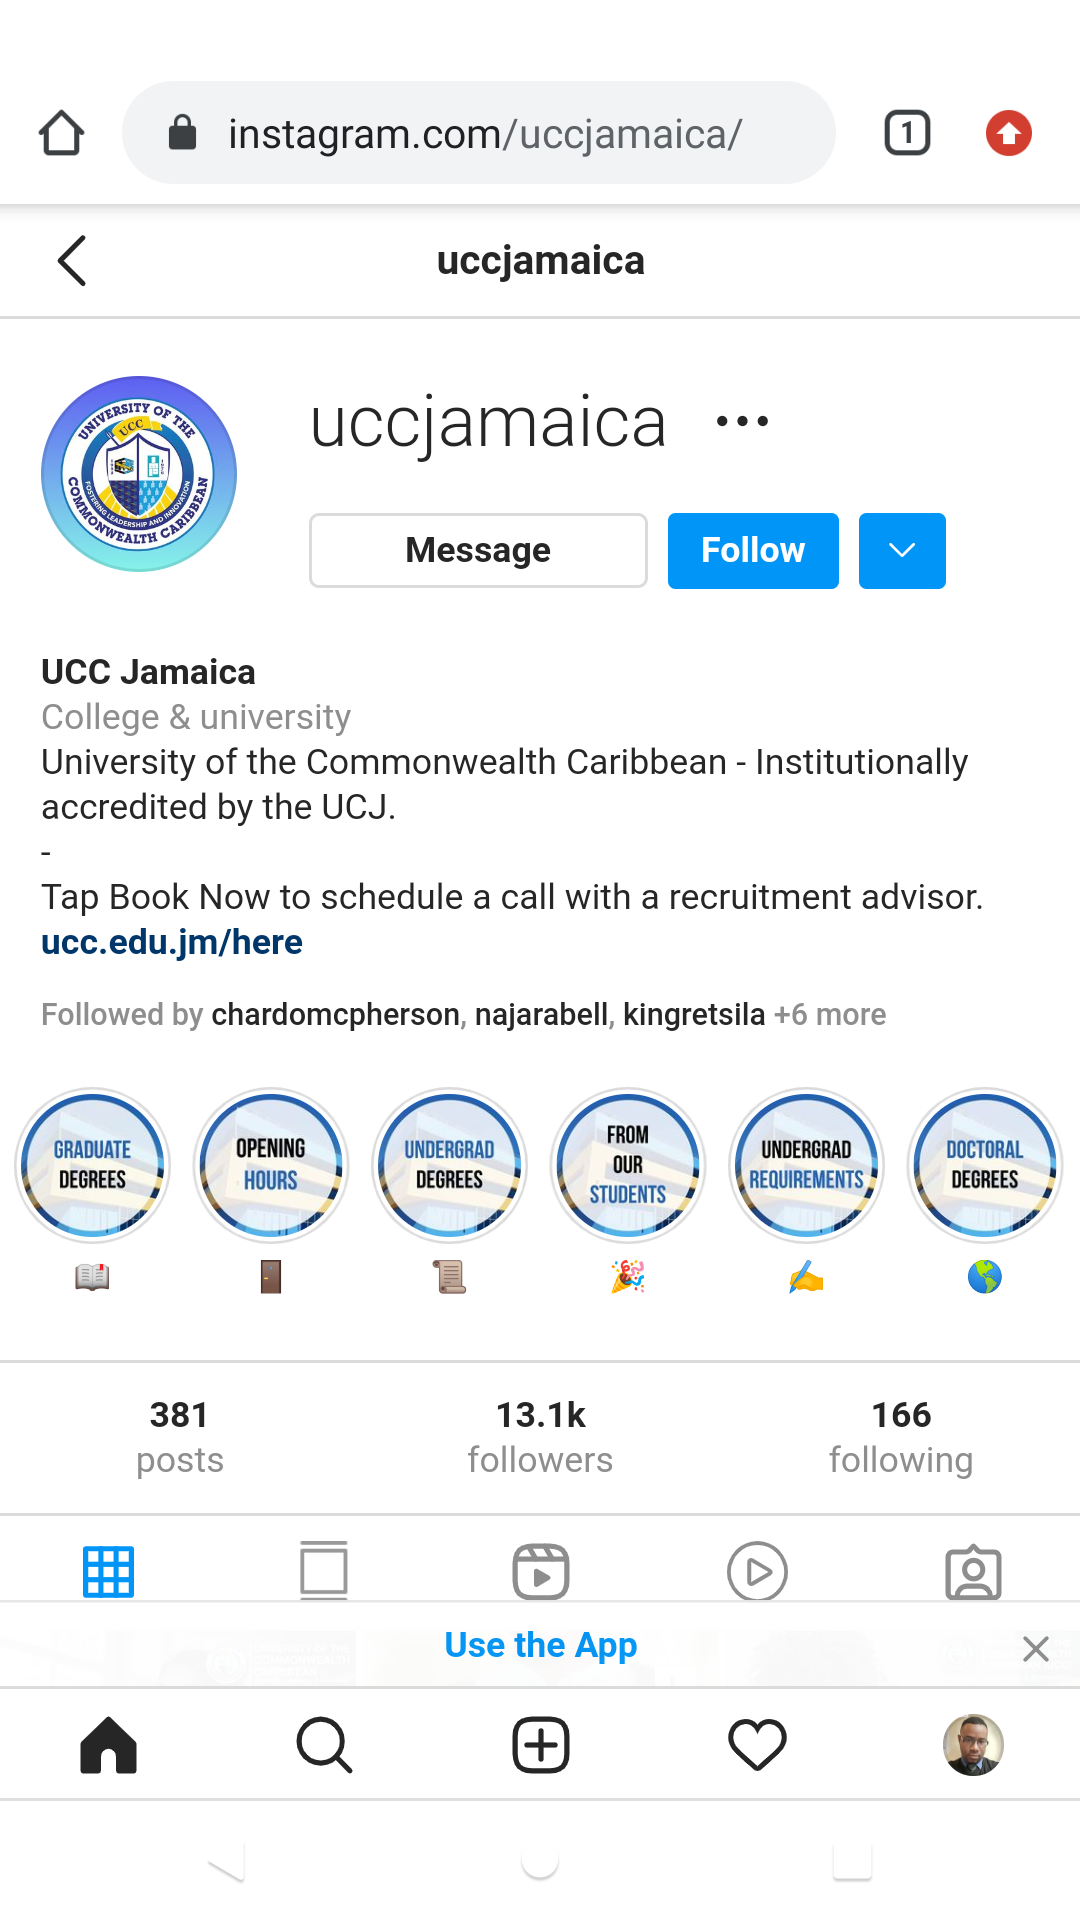 instagram.com/uccjamaica/
1
uccjamaica
UNIVERSITY OF THE
UCC
FOSTERING LEADERSHIP AND INNOVATION
COMMONWEALTH CARIBBEAN
uccjamaica
Message
Follow
UCC Jamaica
College & university
University of the Commonwealth Caribbean - Institutionally
accredited by the UCJ.
-
Tap Book Now to schedule a call with a recruitment advisor.
ucc.edu.jm/here
Followed by chardomcpherson, najarabell, kingretsila +6 more
GRADUATE
DEGREES
OPENING
HOURS
UNDERGRAD
DEGREES
FROM
OUR
STUDENTS
UNDERGRAD
REQUIREMENTS
DOCTORAL
DEGREES
381
posts
13.1k
followers
166
following
Use the App